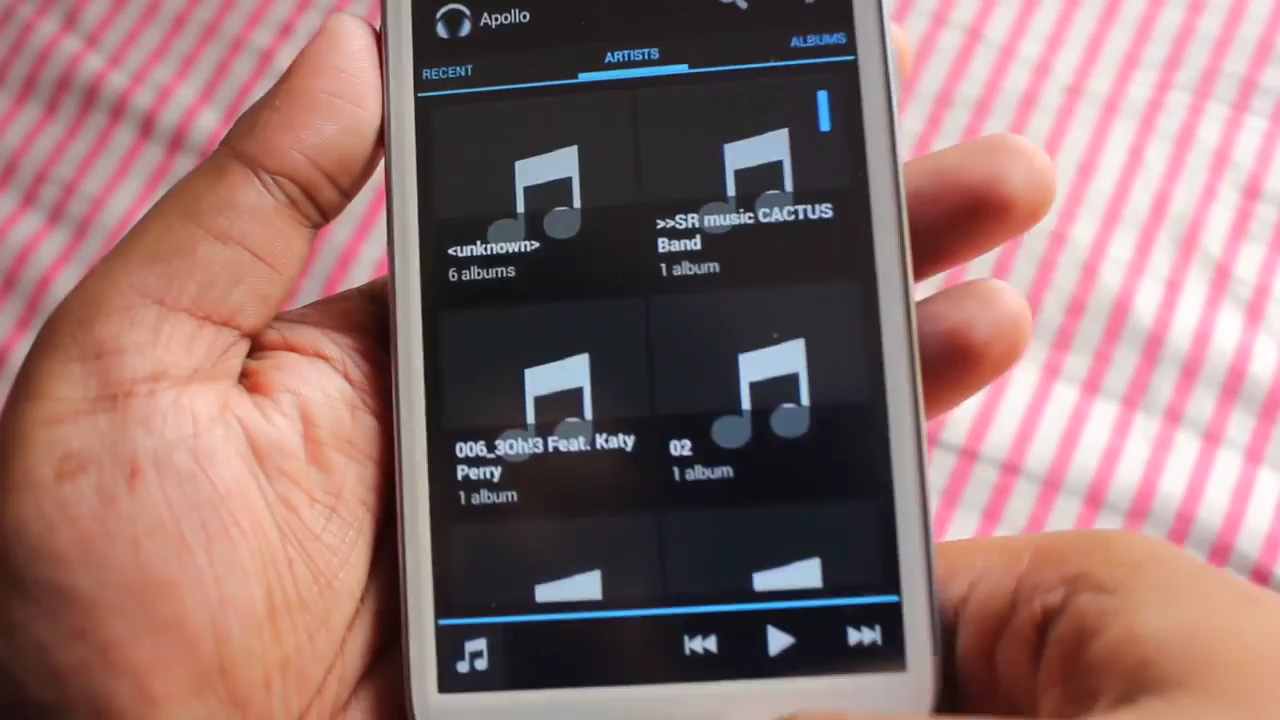 Apollo
RECENT
ARTISTS
ALBUMS
<unknown>
6 albums
>>SR music CACTUS
Band
1 album
006_3Oh!3 Feat. Katy
Perry
1 album
02
1 album